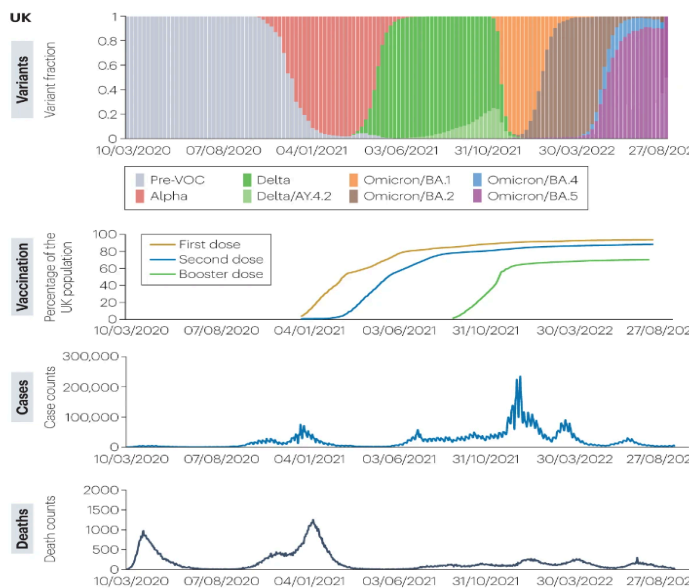 UK
Variants
Variant fraction
1
0.8
0.6
0.4
0.2
0
10/03/2020 07/08/2020 04/01/2021 03/06/2021 31/10/2021 30/03/2022 27/08/202
Pre-VOC Delta Omicron/BA.1 Omicron/BA.4
Alpha Delta/AY.4.2 Omicron/BA.2 Omicron/BA.5
Vaccination
Percentage of the
UK population
100
80
60
40
20
0
First dose
Second dose
Booster dose
10/03/2020 07/08/2020 04/01/2021 03/06/2021 31/10/2021 30/03/2022 27/08/202
Cases
Case counts
300,000
200,000
100,000
0
10/03/2020 07/08/2020 04/01/2021 03/06/2021 31/10/2021 30/03/2022 27/08/202
Deaths
Death counts
2000
1500
1000
500
0
10/03/2020 07/08/2020 04/01/2021 03/06/2021 31/10/2021 30/03/2022 27/08/202